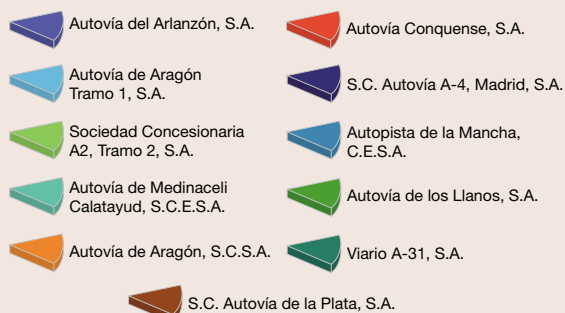 Autovía del Arlanzón, S.A.
Autovía Conquense, S.A.
Autovía de Aragón
Tramo 1, S.A.
S.C. Autovía A-4, Madrid, S.A.
Sociedad Concesionaria
A2, Tramo 2, S.A.
Autopista de la Mancha,
C.E.S.A.
Autovía de Medinaceli
Calatayud, S.C.E.S.A.
Autovía de los Llanos, S.A.
Autovía de Aragón, S.C.S.A.
Viario A-31, S.A.
S.C. Autovía de la Plata, S.A.